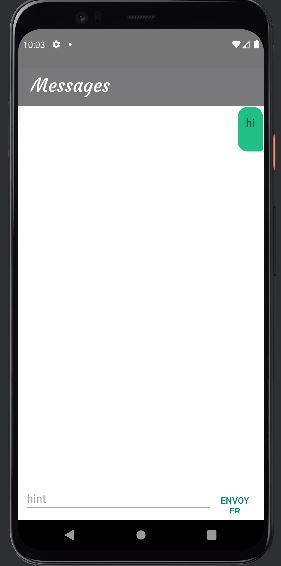 10:03
Messages
hi
hint
ENVOY
ER